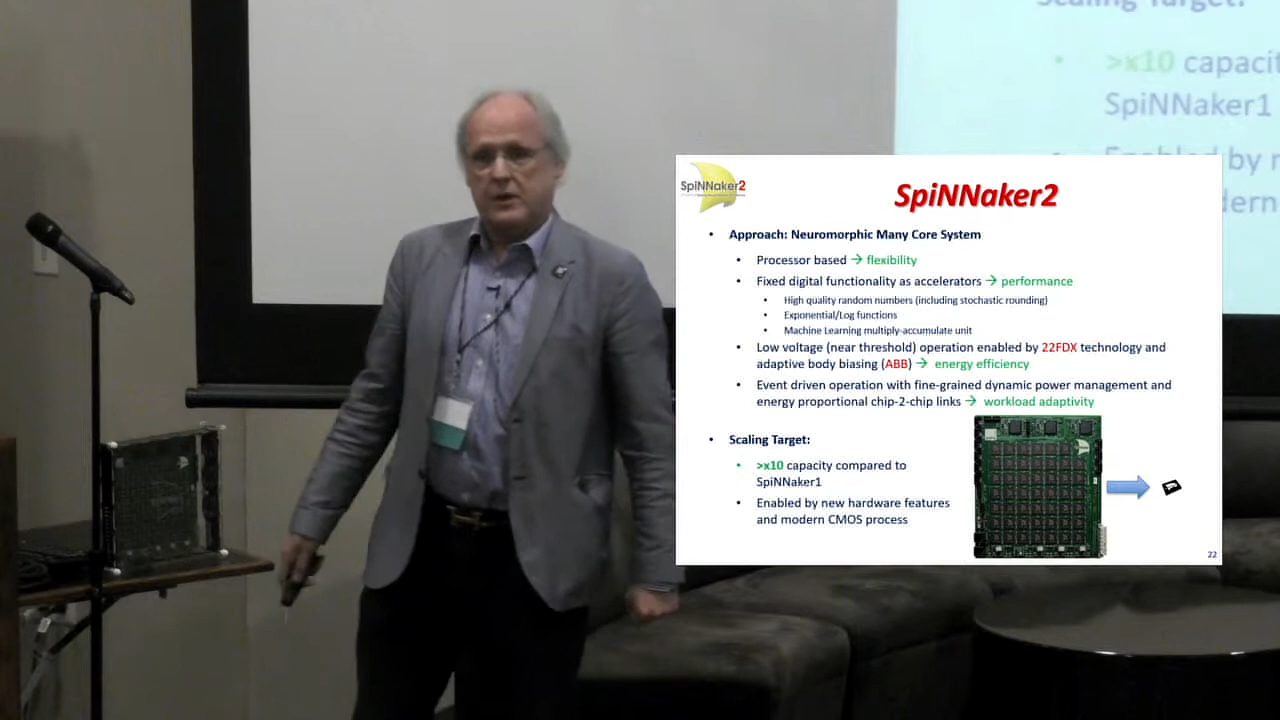 Scaling Target:
• >x10 capacit
SpiNNaker1
Enabled by
dern
SpiNNaker2
SpiNNaker2
• Approach: Neuromorphic Many Core System
• Processor based → flexibility
• Fixed digital functionality as accelerators → performance
• High quality random numbers (including stochastic rounding)
• Exponential/Log functions
• Machine Learning multiply-accumulate unit
• Low voltage (near threshold) operation enabled by 22FDX technology and
adaptive body biasing (ABB) → energy efficiency
• Event driven operation with fine-grained dynamic power management and
energy proportional chip-2-chip links → workload adaptivity
• Scaling Target:
• >x10 capacity compared to
SpiNNaker1
• Enabled by new hardware features
and modern CMOS process
22